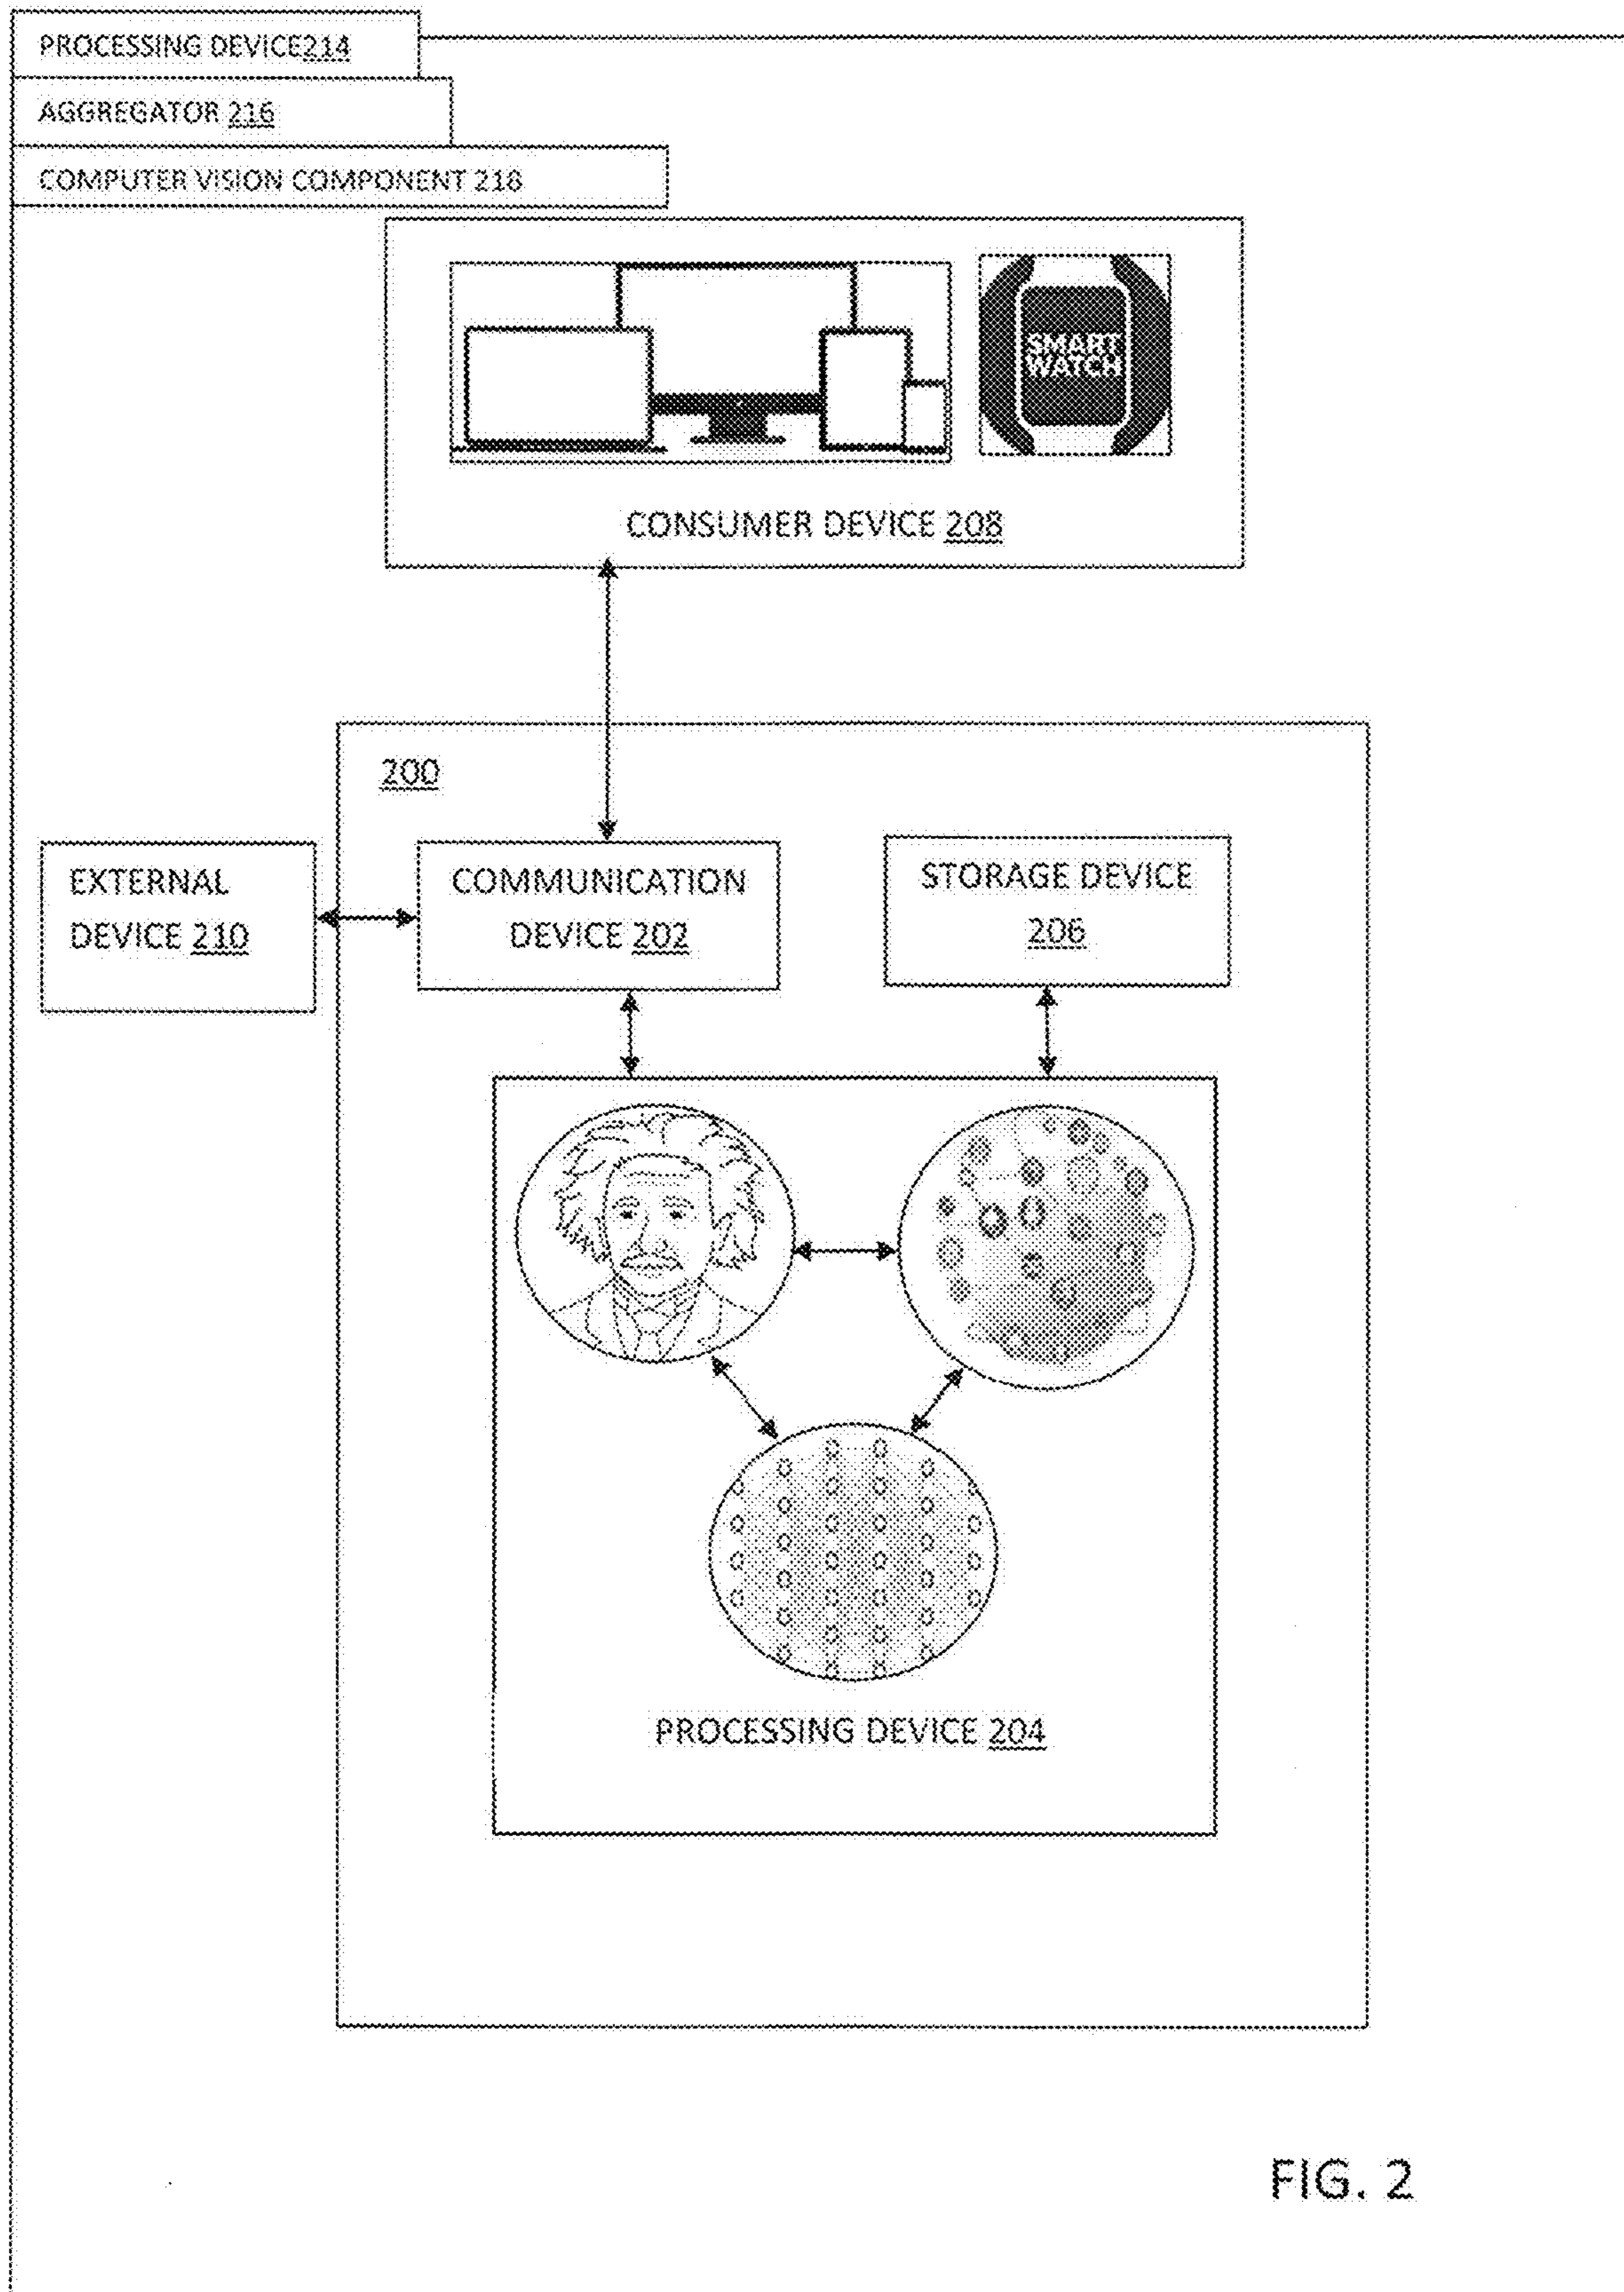 PROCESSING DEVICE214
AGGREGATOR 216
COMPUTER VISION COMPONENT 218
SMART
WATCH
CONSUMER DEVICE 208
200
EXTERNAL
DEVICE 210
COMMUNICATION
DEVICE 202
STORAGE DEVICE
206
PROCESSING DEVICE 204
FIG. 2